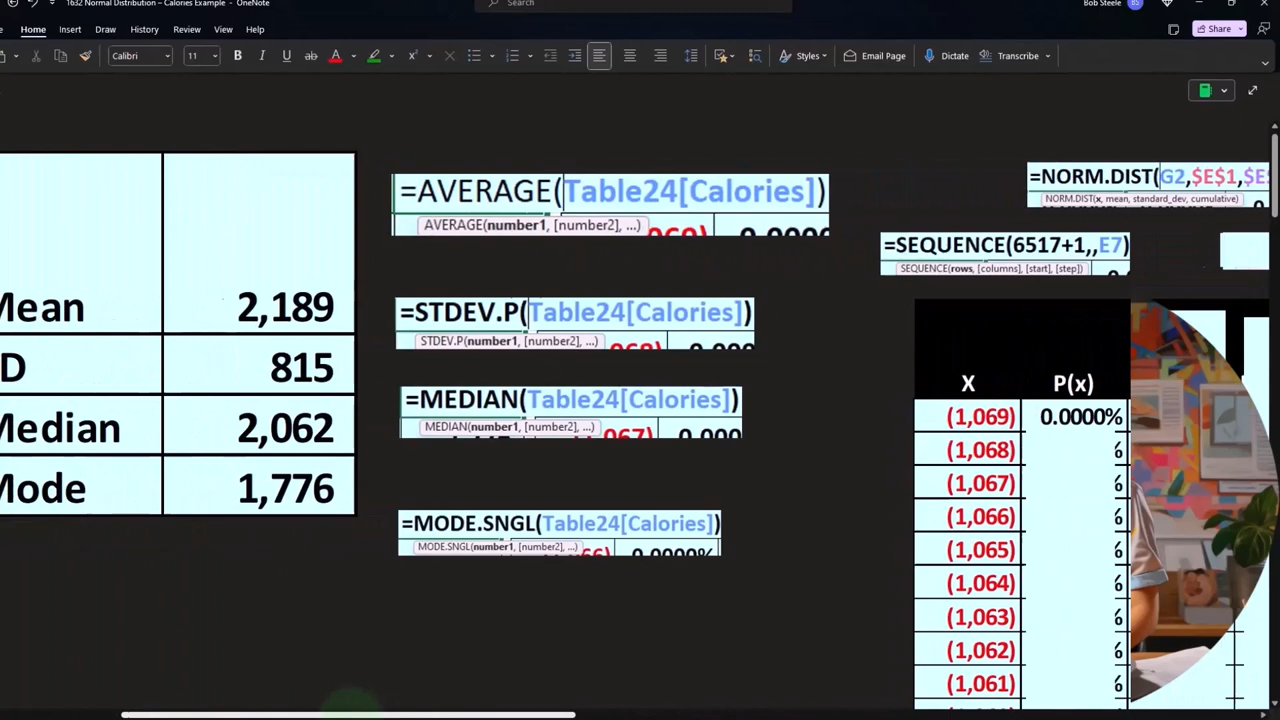 1632 Normal Distribution – Calories Example - OneNote
Search
Bob Steele
BS
Home Insert Draw History Review View Help
Share
Calibri 11 B I U ab A Styles Email Page Dictate Transcribe
=AVERAGE(Table24[Calories])
AVERAGE(number1, [number2], ...)
=NORM.DIST(G2,$E$1,$E
NORM.DIST(x, mean, standard_dev, cumulative)
=SEQUENCE(6517+1,,E7)
SEQUENCE(rows, [columns], [start], [step])
Mean 2,189
=STDEV.P(Table24[Calories])
STDEV.P(number1, [number2], ...)
D 815
=MEDIAN(Table24[Calories])
MEDIAN(number1, [number2], ...)
Median 2,062
Mode 1,776
=MODE.SNGL(Table24[Calories])
MODE.SNGL(number1, [number2], ...)
0.0000%
X P(x)
(1,069) 0.0000%
(1,068) %
(1,067) %
(1,066) %
(1,065) %
(1,064) %
(1,063) %
(1,062) %
(1,061) %